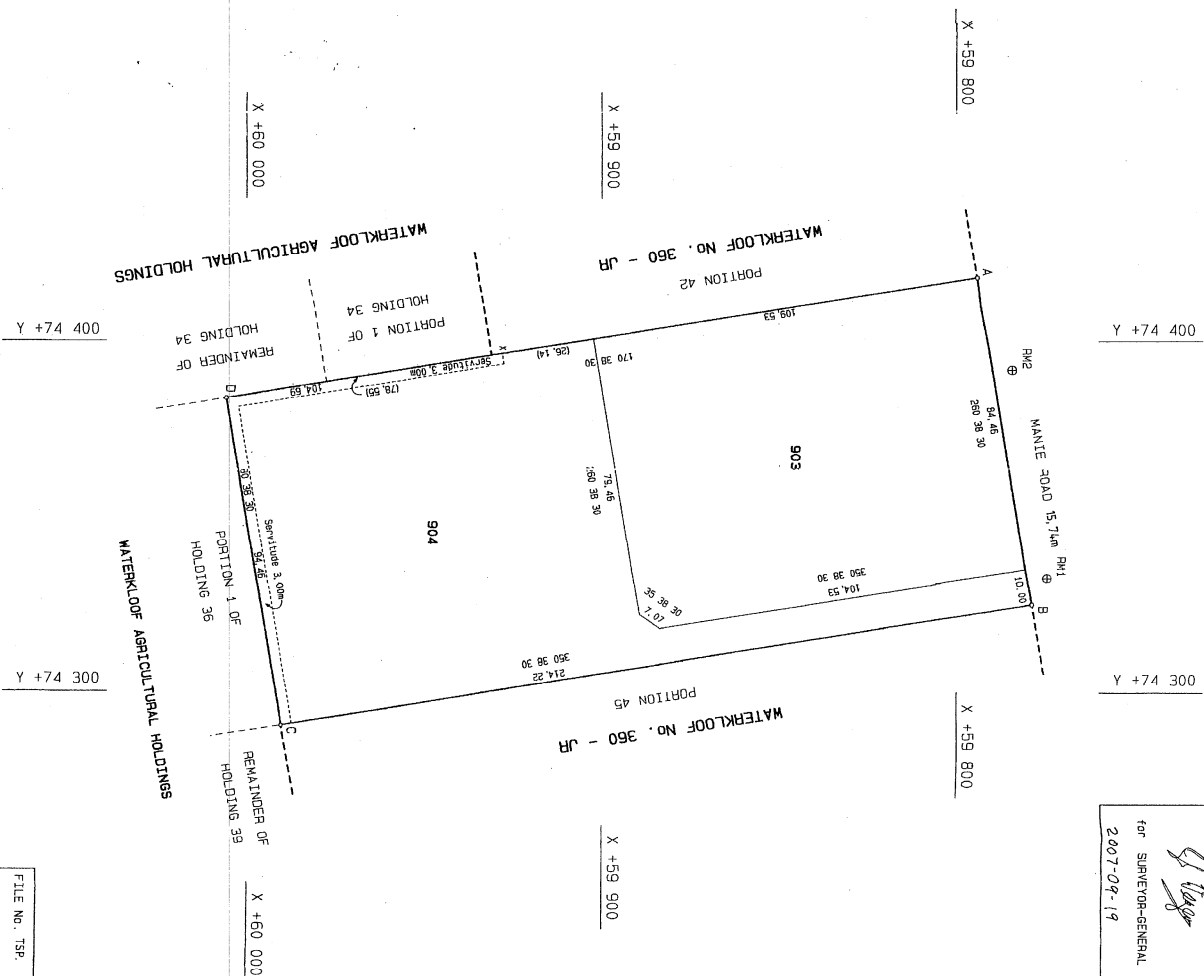 X +59 800
X +59 900
X +60 000
Y +74 400
Y +74 400
WATERKLOOF AGRICULTURAL HOLDINGS
WATERKLOOF No. 360 - JR
PORTION 42
REMAINDER OF
HOLDING 34
PORTION 1 OF
HOLDING 34
A
RM2
109,53
84,46
260 38 30
MANIE ROAD 15,74m
RM1
10.00
B
x
(26,14)
Servitude 3,00m
(78,55)
104,69
D
170 38 30
903
79,46
260 38 30
35 38 30
7.07
350 38 30
104,53
904
80 38 30
94,46
Servitude 3,00m
PORTION 1 OF
HOLDING 36
WATERKLOOF AGRICULTURAL HOLDINGS
350 38 30
214,22
PORTION 45
WATERKLOOF No. 360 - JR
C
REMAINDER OF
HOLDING 39
Y +74 300
Y +74 300
X +59 800
X +59 900
X +60 000
for SURVEYOR-GENERAL
2007-09-19
FILE No. TSP.